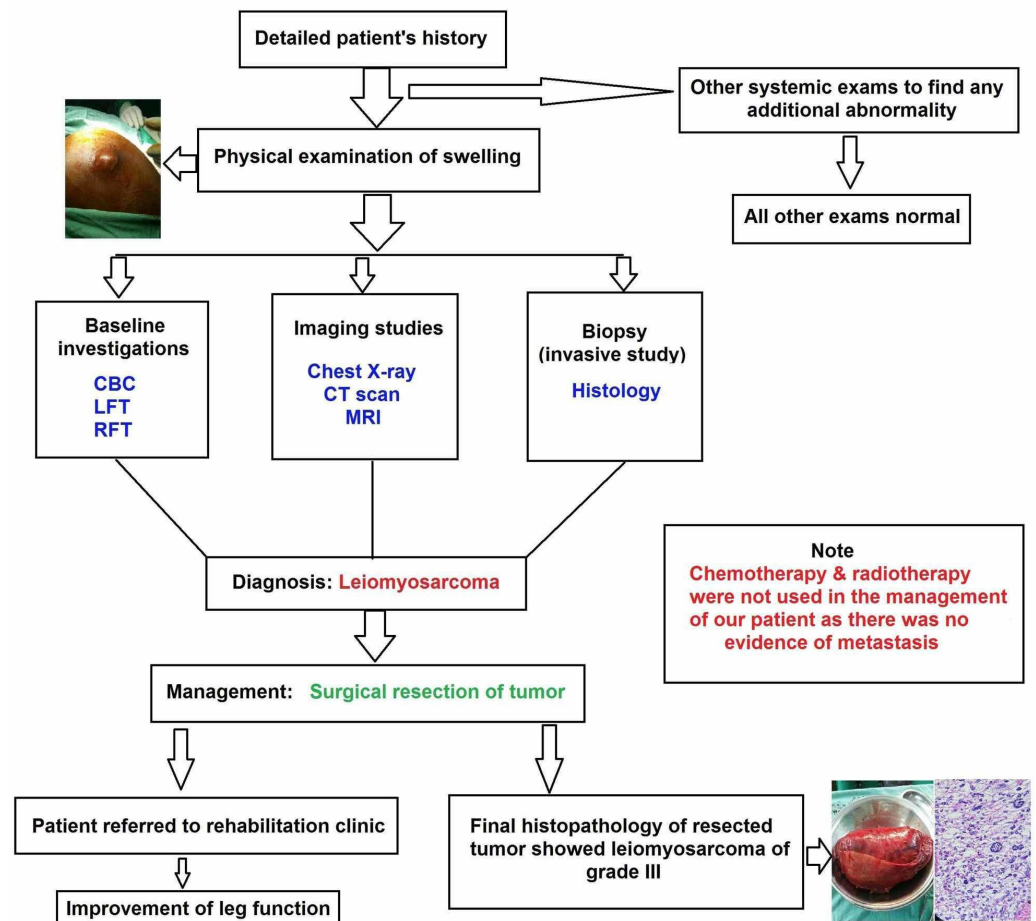 Detailed patient's history
Other systemic exams to find any
additional abnormality
Physical examination of swelling
All other exams normal
Baseline
investigations
CBC
LFT
RFT
Imaging studies
Chest X-ray
CT scan
MRI
Biopsy
(invasive study)
Histology
Diagnosis: Leiomyosarcoma
Note
Chemotherapy & radiotherapy
were not used in the management
of our patient as there was no
evidence of metastasis
Management: Surgical resection of tumor
Patient referred to rehabilitation clinic
Improvement of leg function
Final histopathology of resected
tumor showed leiomyosarcoma of
grade III